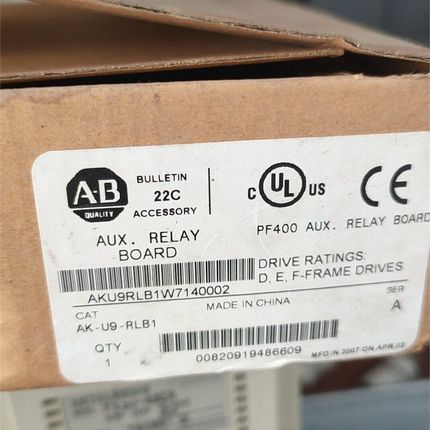 A-B
QUALITY
BULLETIN
22C
ACCESSORY
C UL US
CE
AUX. RELAY
BOARD
PF400 AUX. RELAY BOARD
DRIVE RATINGS:
D, E, F-FRAME DRIVES
AKU9RLB1W7140002
MADE IN CHINA
SER
A
CAT
AK-U9-RLB1
QTY
1
00820919486609
MFD.IN 2007 ON APR.02